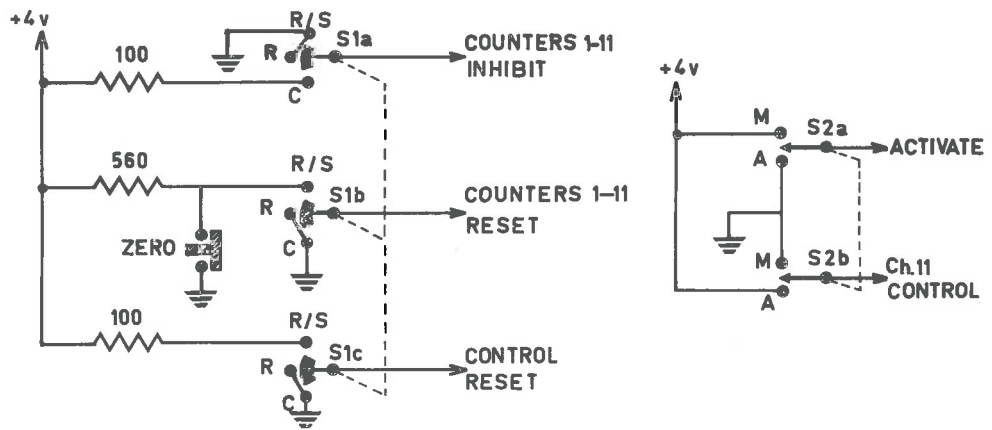 +4v
R/S
100
R
S1a
COUNTERS 1-11
INHIBIT
C
560
R/S
R
S1b
COUNTERS 1-11
RESET
ZERO
C
100
R/S
R
S1c
CONTROL
RESET
C
+4v
M
S2a
ACTIVATE
A
M
S2b
Ch.11
CONTROL
A